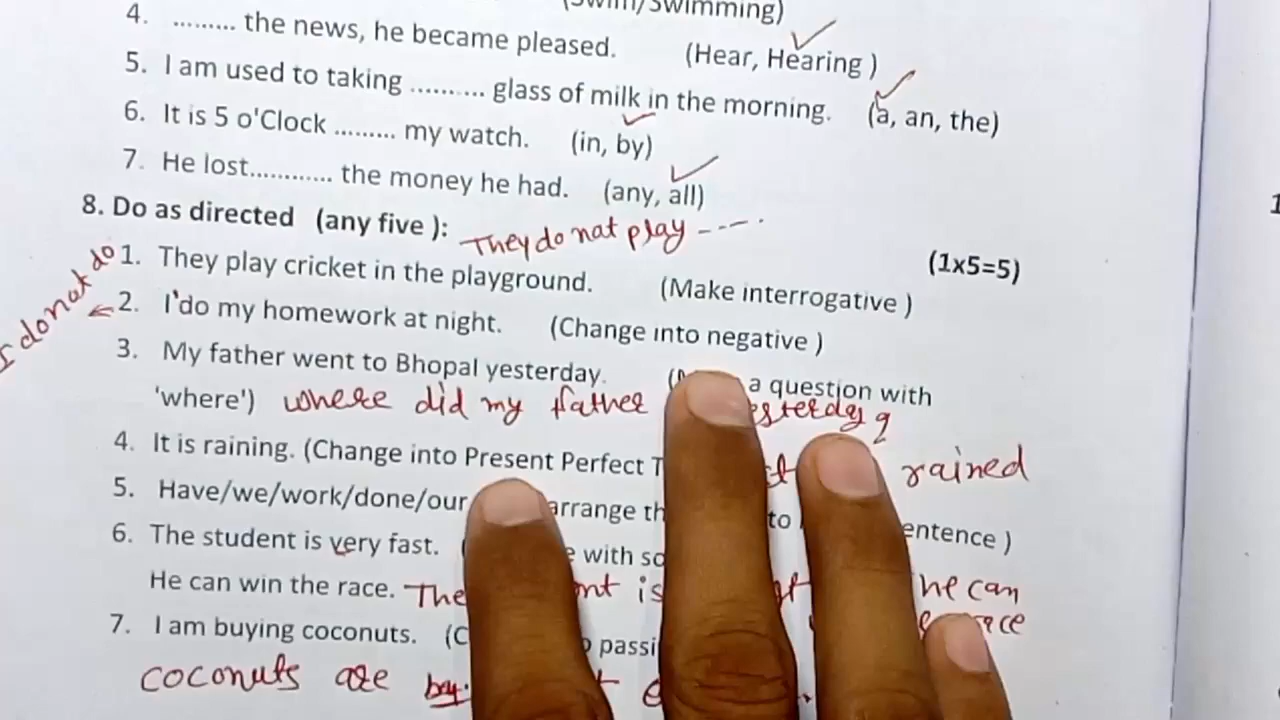 (Swim/Swimming)
4. ......... the news, he became pleased. (Hear, Hearing )
5. I am used to taking .......... glass of milk in the morning. (a, an, the)
6. It is 5 o'Clock ......... my watch. (in, by)
7. He lost............ the money he had. (any, all)
8. Do as directed (any five ):
They do not play ----
(1x5=5)
1. They play cricket in the playground. (Make interrogative )
I do not do
2. I do my homework at night. (Change into negative )
3. My father went to Bhopal yesterday. a question with
'where') where did my father
4. It is raining. (Change into Present Perfect rained
5. Have/we/work/done/our
6. The student is very fast. with
He can win the race. The is he can
7. I am buying coconuts.
coconuts are